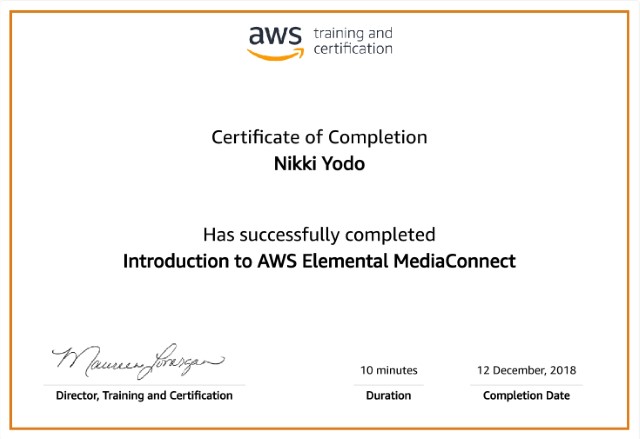 aws training and
certification
Certificate of Completion
Nikki Yodo
Has successfully completed
Introduction to AWS Elemental MediaConnect
Maureen Lonergan
10 minutes
12 December, 2018
Director, Training and Certification
Duration
Completion Date